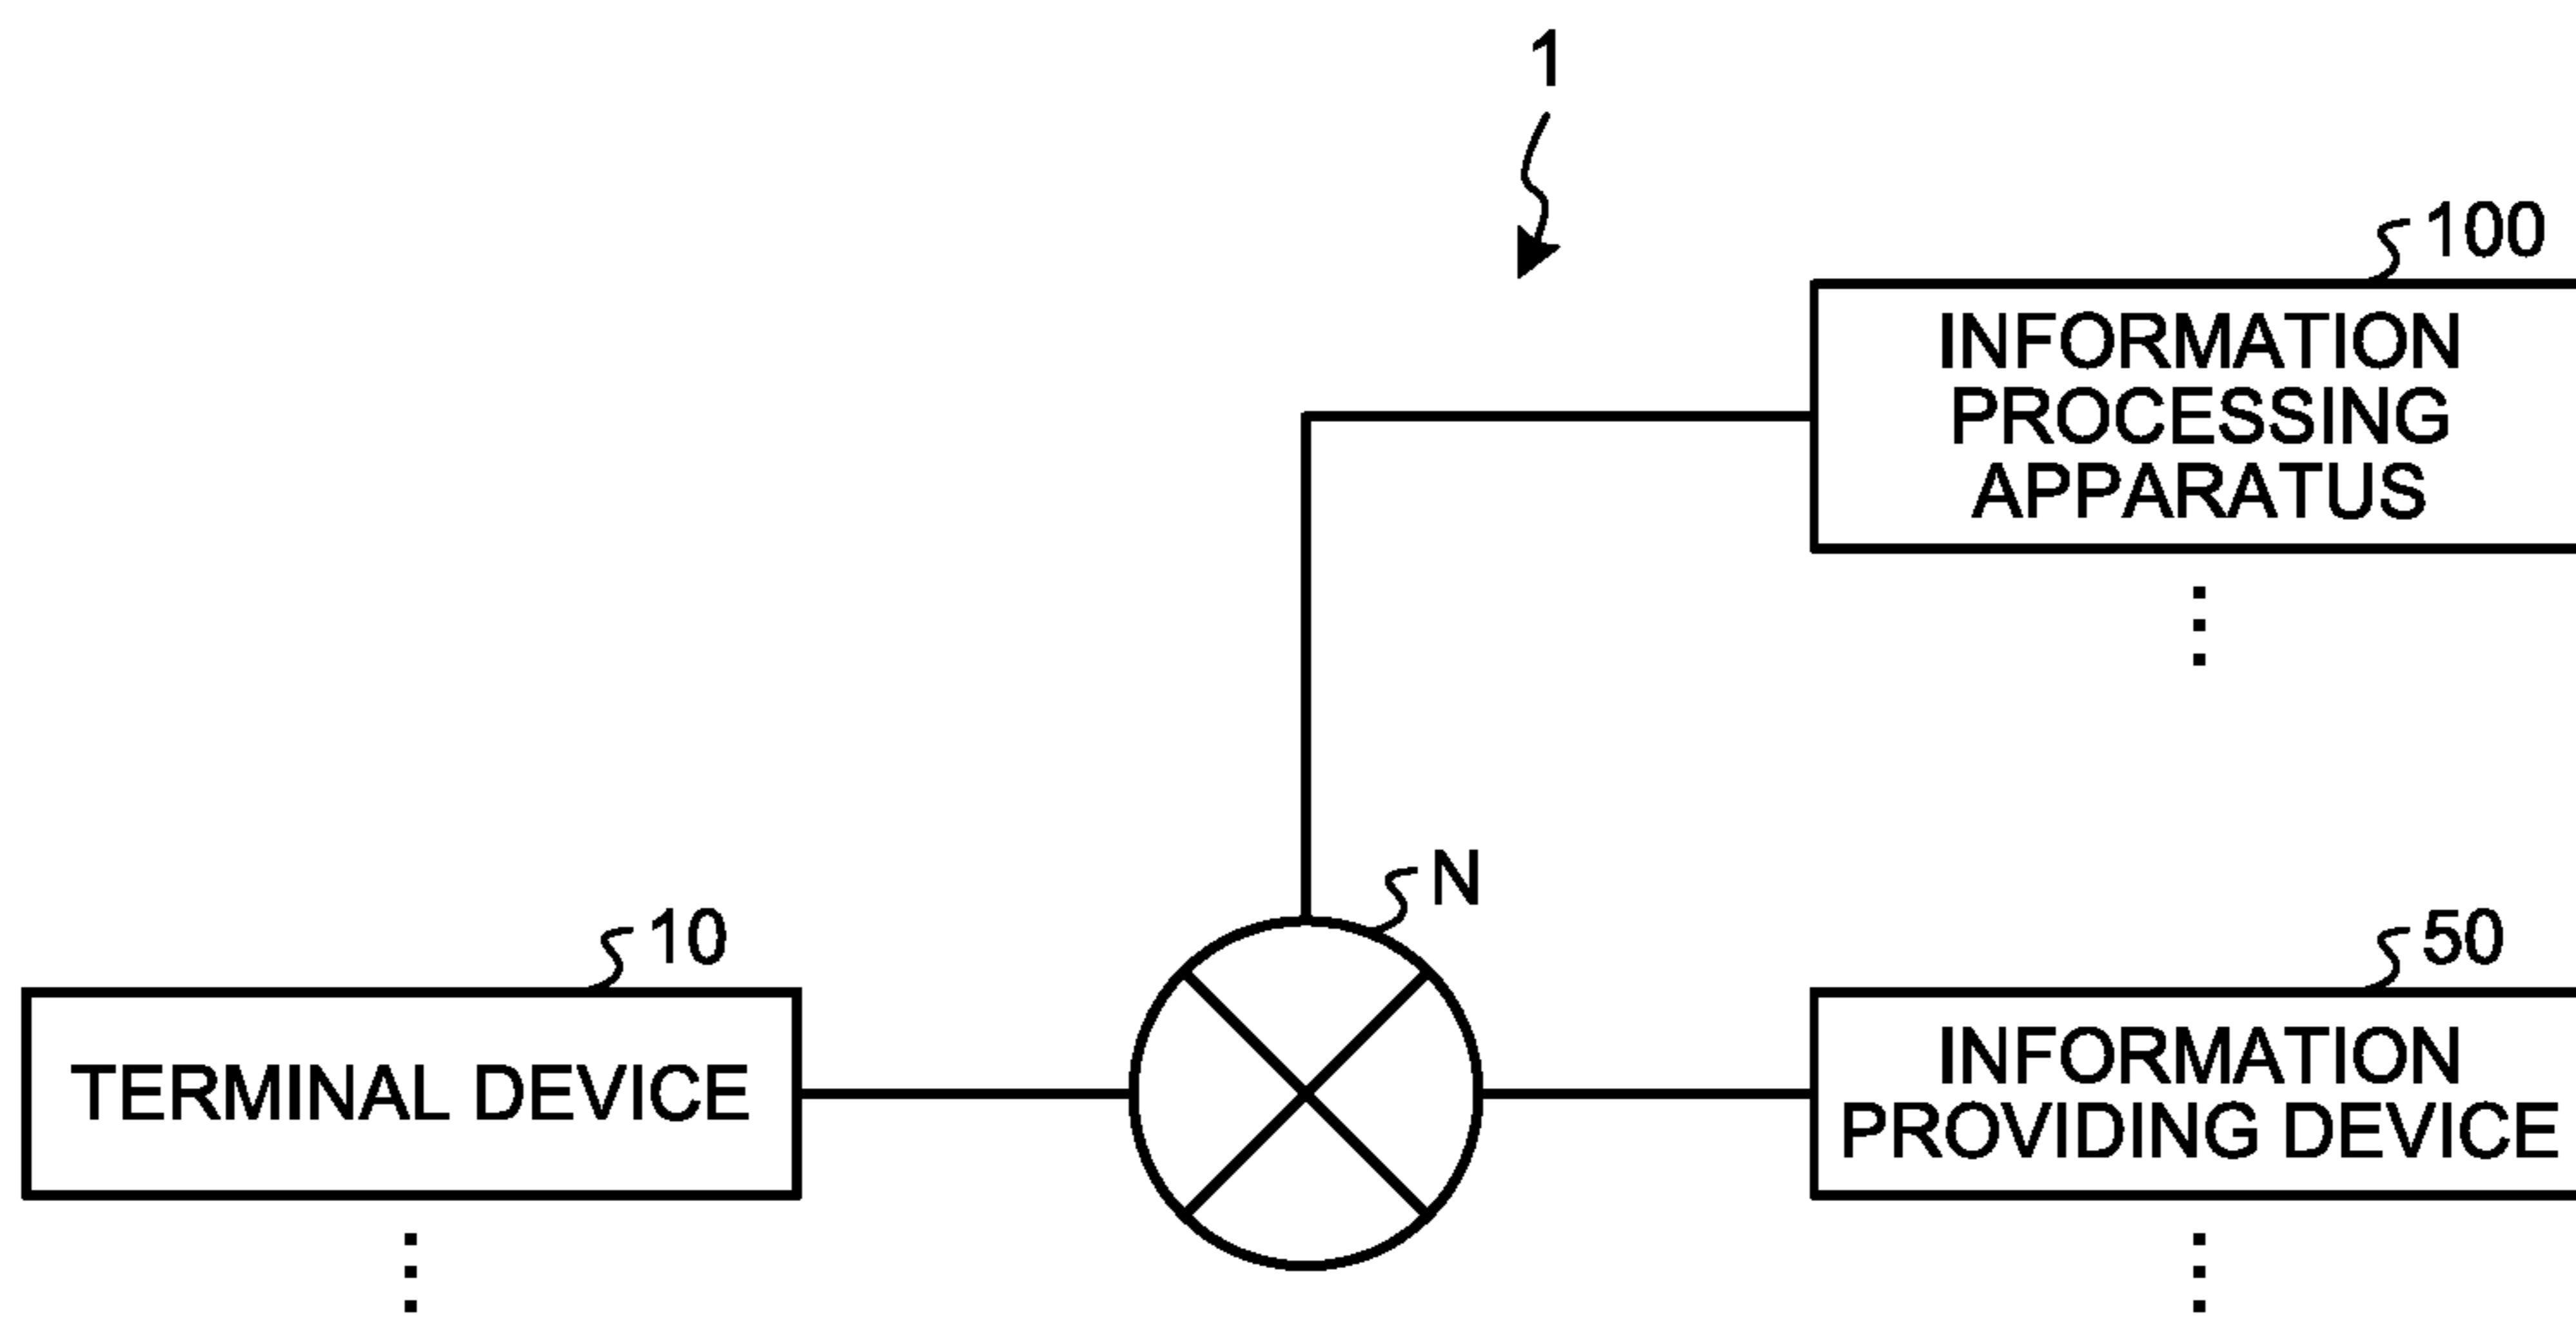 1
100
INFORMATION
PROCESSING
APPARATUS
N
10
50
TERMINAL DEVICE
INFORMATION
PROVIDING DEVICE